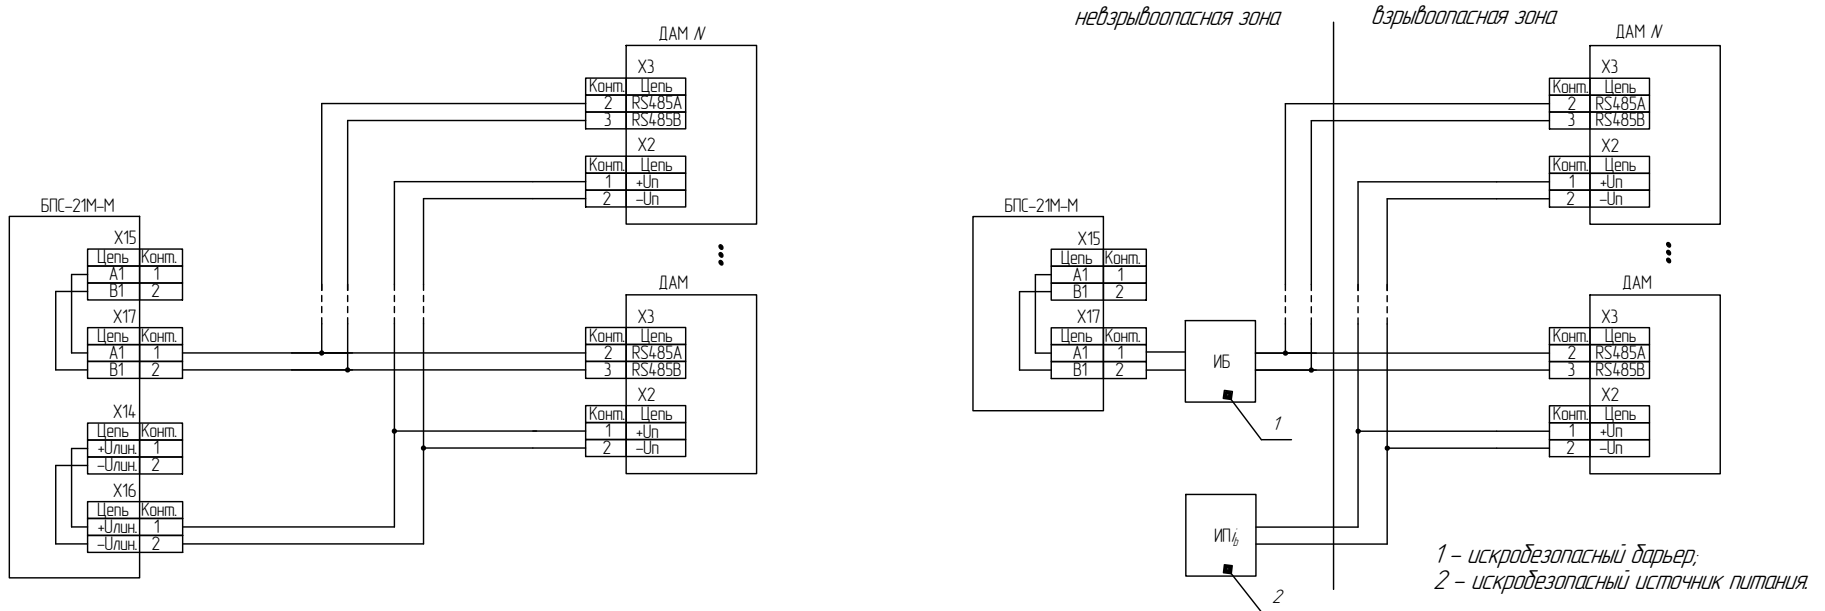 ДАМ N
X3
Конт. Цепь
2 RS485A
3 RS485B
X2
Конт. Цепь
1 +Uп
2 –Uп
БПС-21М-М
X15
Цепь Конт.
A1 1
B1 2
X17
Цепь Конт.
A1 1
B1 2
X14
Цепь Конт.
+Uлин. 1
–Uлин. 2
X16
Цепь Конт.
+Uлин. 1
–Uлин. 2
ДАМ
X3
Конт. Цепь
2 RS485A
3 RS485B
X2
Конт. Цепь
1 +Uп
2 –Uп
невзрывоопасная зона
взрывоопасная зона
ДАМ N
X3
Конт. Цепь
2 RS485A
3 RS485B
X2
Конт. Цепь
1 +Uп
2 –Uп
БПС-21М-М
X15
Цепь Конт.
A1 1
B1 2
X17
Цепь Конт.
A1 1
B1 2
ИБ
1
ДАМ
X3
Конт. Цепь
2 RS485A
3 RS485B
X2
Конт. Цепь
1 +Uп
2 –Uп
ИП ib
2
1 – искробезопасный барьер;
2 – искробезопасный источник питания.